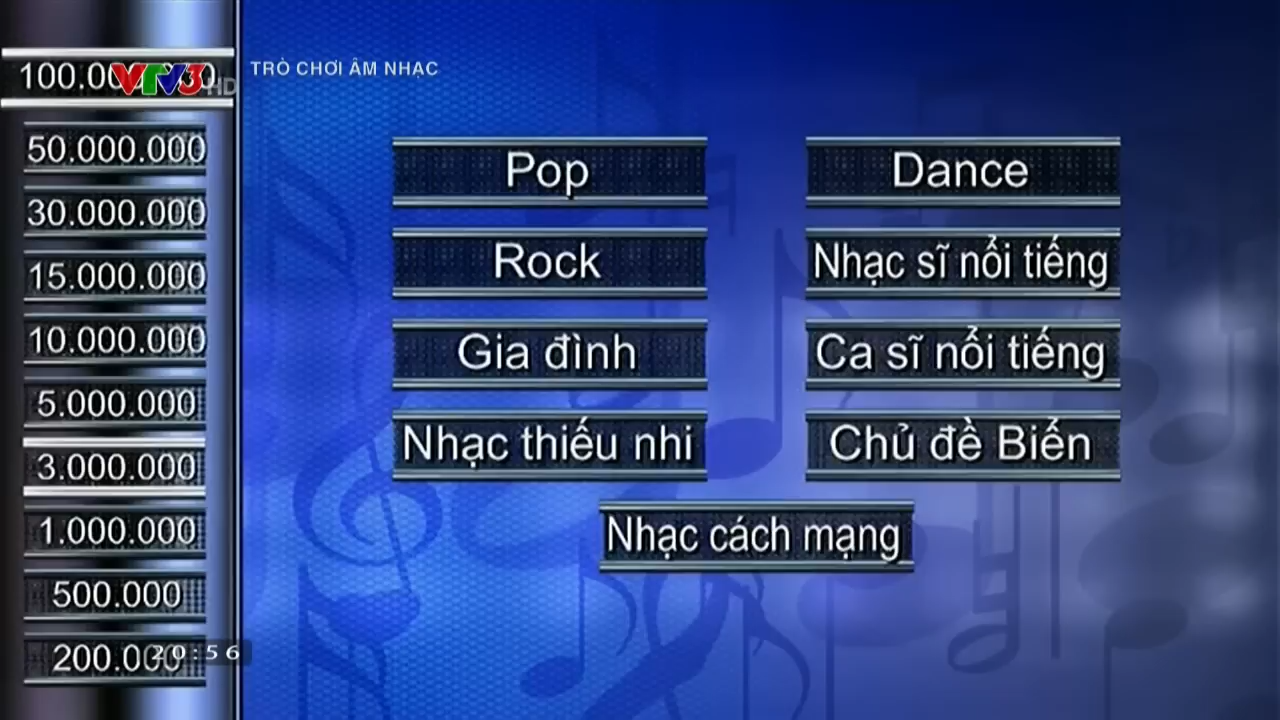 TRÒ CHƠI ÂM NHẠC
VTV3 HD
50.000.000
30.000.000
15.000.000
10.000.000
5.000.000
3.000.000
1.000.000
500.000
200.000
20:56
Pop
Dance
Rock
Nhạc sĩ nổi tiếng
Gia đình
Ca sĩ nổi tiếng
Nhạc thiếu nhi
Chủ đề Biển
Nhạc cách mạng